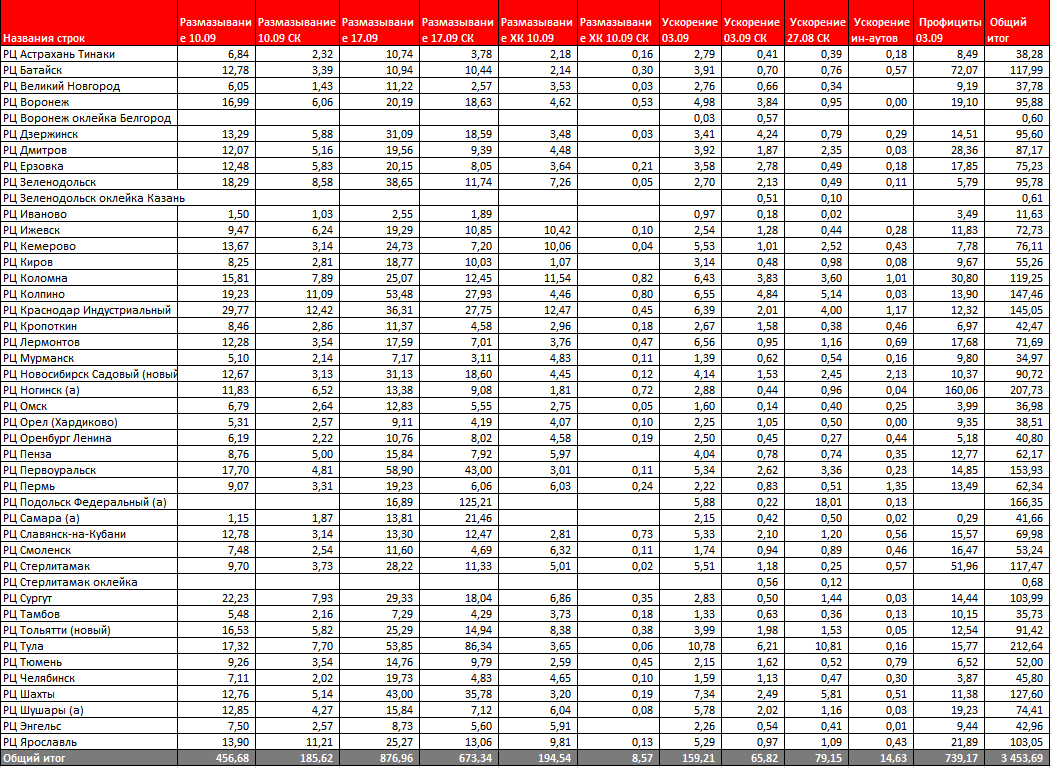 Названия строк Размазывание 10.09 Размазывание 10.09 СК Размазывание 17.09 Размазывание 17.09 СК Размазывание ХК 10.09 Размазывание ХК 10.09 СК Ускорение 03.09 Ускорение 03.09 СК Ускорение 27.08 СК Ускорение ин-аутов Профициты 03.09 Общий итог
РЦ Астрахань Тинаки 6,84 2,32 10,74 3,78 2,18 0,16 2,79 0,41 0,39 0,18 8,49 38,28
РЦ Батайск 12,78 3,39 10,94 10,44 2,14 0,30 3,91 0,70 0,76 0,57 72,07 117,99
РЦ Великий Новгород 6,05 1,43 11,22 2,57 3,53 0,03 2,76 0,66 0,34 9,19 37,78
РЦ Воронеж 16,99 6,06 20,19 18,63 4,62 0,53 4,98 3,84 0,95 0,00 19,10 95,88
РЦ Воронеж оклейка Белгород 0,03 0,57 0,60
РЦ Дзержинск 13,29 5,88 31,09 18,59 3,48 0,03 3,41 4,24 0,79 0,29 14,51 95,60
РЦ Дмитров 12,07 5,16 19,56 9,39 4,48 3,92 1,87 2,35 0,03 28,36 87,17
РЦ Ерзовка 12,48 5,83 20,15 8,05 3,64 0,21 3,58 2,78 0,49 0,18 17,85 75,23
РЦ Зеленодольск 18,29 8,58 38,65 11,74 7,26 0,05 2,70 2,13 0,49 0,11 5,79 95,78
РЦ Зеленодольск оклейка Казань 0,51 0,10 0,61
РЦ Иваново 1,50 1,03 2,55 1,89 0,97 0,18 0,02 3,49 11,63
РЦ Ижевск 9,47 6,24 19,29 10,85 10,42 0,10 2,54 1,28 0,44 0,28 11,83 72,73
РЦ Кемерово 13,67 3,14 24,73 7,20 10,06 0,04 5,53 1,01 2,52 0,43 7,78 76,11
РЦ Киров 8,25 2,81 18,77 10,03 1,07 3,14 0,48 0,98 0,08 9,67 55,26
РЦ Коломна 15,81 7,89 25,07 12,45 11,54 0,82 6,43 3,83 3,60 1,01 30,80 119,25
РЦ Колпино 19,23 11,09 53,48 27,93 4,46 0,80 6,55 4,84 5,14 0,03 13,90 147,46
РЦ Краснодар Индустриальный 29,77 12,42 36,31 27,75 12,47 0,45 6,39 2,01 4,00 1,17 12,32 145,05
РЦ Кропоткин 8,46 2,86 11,37 4,58 2,96 0,18 2,67 1,58 0,38 0,46 6,97 42,47
РЦ Лермонтов 12,28 3,54 17,59 7,01 3,76 0,47 6,56 0,95 1,16 0,69 17,68 71,69
РЦ Мурманск 5,10 2,14 7,17 3,11 4,83 0,11 1,39 0,62 0,54 0,16 9,80 34,97
РЦ Новосибирск Садовый (новый 12,67 3,13 31,13 18,60 4,45 0,12 4,14 1,53 2,45 2,13 10,37 90,72
РЦ Ногинск (а) 11,83 6,52 13,38 9,08 1,81 0,72 2,88 0,44 0,96 0,04 160,06 207,73
РЦ Омск 6,79 2,64 12,83 5,55 2,75 0,05 1,60 0,14 0,40 0,25 3,99 36,98
РЦ Орел (Хардиково) 5,31 2,57 9,11 4,19 4,07 0,10 2,25 1,05 0,50 0,00 9,35 38,51
РЦ Оренбург Ленина 6,19 2,22 10,76 8,02 4,58 0,19 2,50 0,45 0,27 0,44 5,18 40,80
РЦ Пенза 8,76 5,00 15,84 7,92 5,97 4,04 0,78 0,74 0,35 12,77 62,17
РЦ Первоуральск 17,70 4,81 58,90 43,00 3,01 0,11 5,34 2,62 3,36 0,23 14,85 153,93
РЦ Пермь 9,07 3,31 19,23 6,06 6,03 0,24 2,22 0,83 0,51 1,35 13,49 62,34
РЦ Подольск Федеральный (а) 16,89 125,21 5,88 0,22 18,01 0,13 166,35
РЦ Самара (а) 1,15 1,87 13,81 21,46 2,15 0,42 0,50 0,02 0,29 41,66
РЦ Славянск-на-Кубани 12,78 3,14 13,30 12,47 2,81 0,73 5,33 2,10 1,20 0,56 15,57 69,98
РЦ Смоленск 7,48 2,54 11,60 4,69 6,32 0,11 1,74 0,94 0,89 0,46 16,47 53,24
РЦ Стерлитамак 9,70 3,73 28,22 11,33 5,01 0,02 5,51 1,18 0,25 0,57 51,96 117,47
РЦ Стерлитамак оклейка 0,56 0,12 0,68
РЦ Сургут 22,23 7,93 29,33 18,04 6,86 0,35 2,83 0,50 1,44 0,03 14,44 103,99
РЦ Тамбов 5,48 2,16 7,29 4,29 3,73 0,18 1,33 0,63 0,36 0,13 10,15 35,73
РЦ Тольятти (новый) 16,53 5,82 25,29 14,94 8,38 0,38 3,99 1,98 1,53 0,05 12,54 91,42
РЦ Тула 17,32 7,70 53,85 86,34 3,65 0,06 10,78 6,21 10,81 0,16 15,77 212,64
РЦ Тюмень 9,26 3,54 14,76 9,79 2,59 0,45 2,15 1,62 0,52 0,79 6,52 52,00
РЦ Челябинск 7,11 2,02 19,73 4,83 4,65 0,10 1,59 1,13 0,47 0,30 3,87 45,80
РЦ Шахты 12,76 5,14 43,00 35,78 3,20 0,19 7,34 2,49 5,81 0,51 11,38 127,60
РЦ Шушары (а) 12,85 4,27 15,84 7,12 6,04 0,08 5,78 2,02 1,16 0,03 19,23 74,41
РЦ Энгельс 7,50 2,57 8,73 5,60 5,91 2,26 0,54 0,41 0,01 9,44 42,96
РЦ Ярославль 13,90 11,21 25,27 13,06 9,81 0,13 5,29 0,97 1,09 0,43 21,89 103,05
Общий итог 456,68 185,62 876,96 673,34 194,54 8,57 159,21 65,82 79,15 14,63 739,17 3 453,69